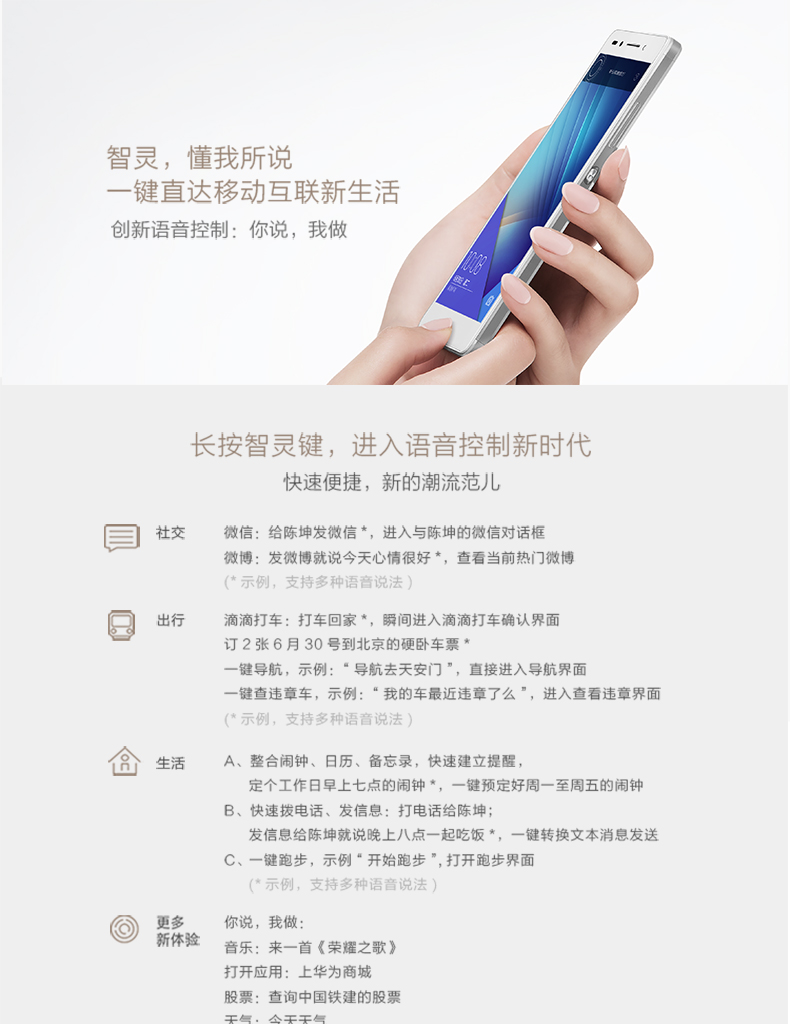 智灵，懂我所说
一键直达移动互联新生活
创新语音控制：你说，我做
10:08
长按智灵键，进入语音控制新时代
快速便捷，新的潮流范儿
社交
微信：给陈坤发微信*，进入与陈坤的微信对话框
微博：发微博就说今天心情很好*，查看当前热门微博
(*示例，支持多种语音说法)
出行
滴滴打车：打车回家*，瞬间进入滴滴打车确认界面
订2张6月30号到北京的硬卧车票*
一键导航，示例：“导航去天安门”，直接进入导航界面
一键查违章车，示例：“我的车最近违章了么”，进入查看违章界面
(*示例，支持多种语音说法)
生活
A、整合闹钟、日历、备忘录，快速建立提醒，
定个工作日早上七点的闹钟*，一键预定好周一至周五的闹钟
B、快速拨电话、发信息：打电话给陈坤；
发信息给陈坤就说晚上八点一起吃饭*，一键转换文本消息发送
C、一键跑步，示例“开始跑步”,打开跑步界面
(*示例，支持多种语音说法)
更多
新体验
你说，我做：
音乐：来一首《荣耀之歌》
打开应用：上华为商城
股票：查询中国铁建的股票
天气：今天天气